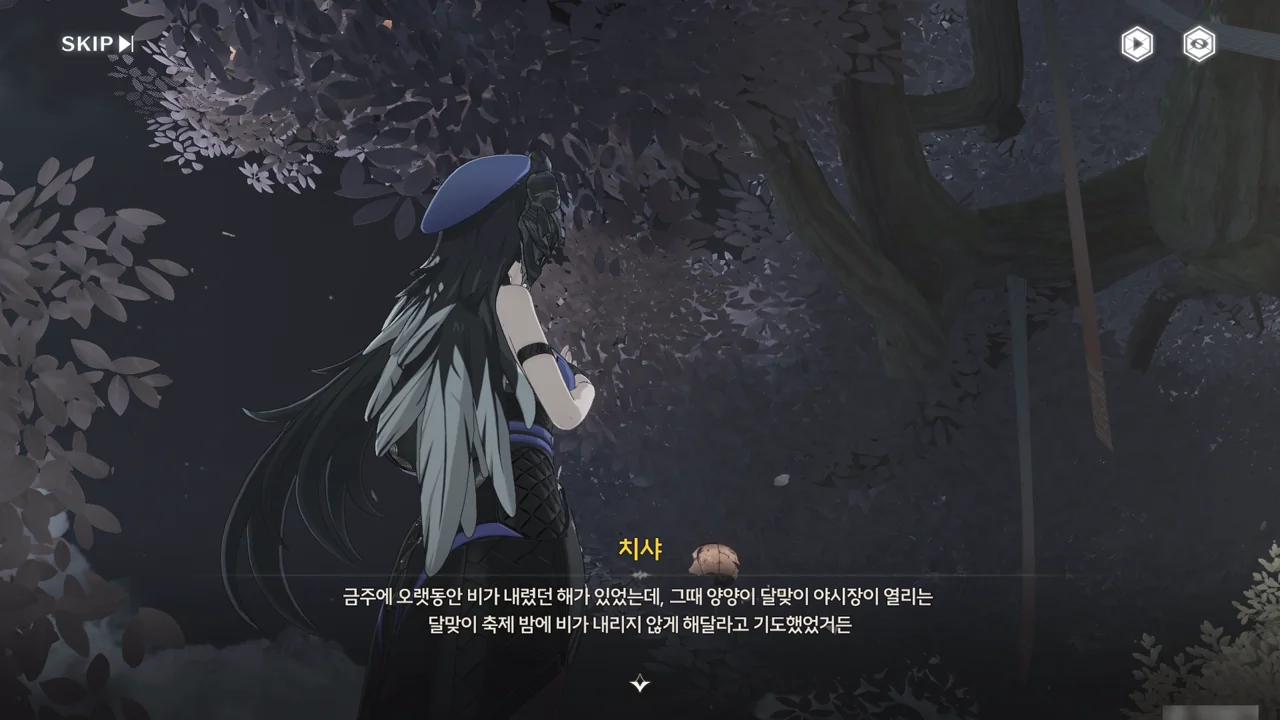 SKIP
치샤
금주에 오랫동안 비가 내렸던 해가 있었는데, 그때 양양이 달맞이 야시장이 열리는
달맞이 축제 밤에 비가 내리지 않게 해달라고 기도했었거든